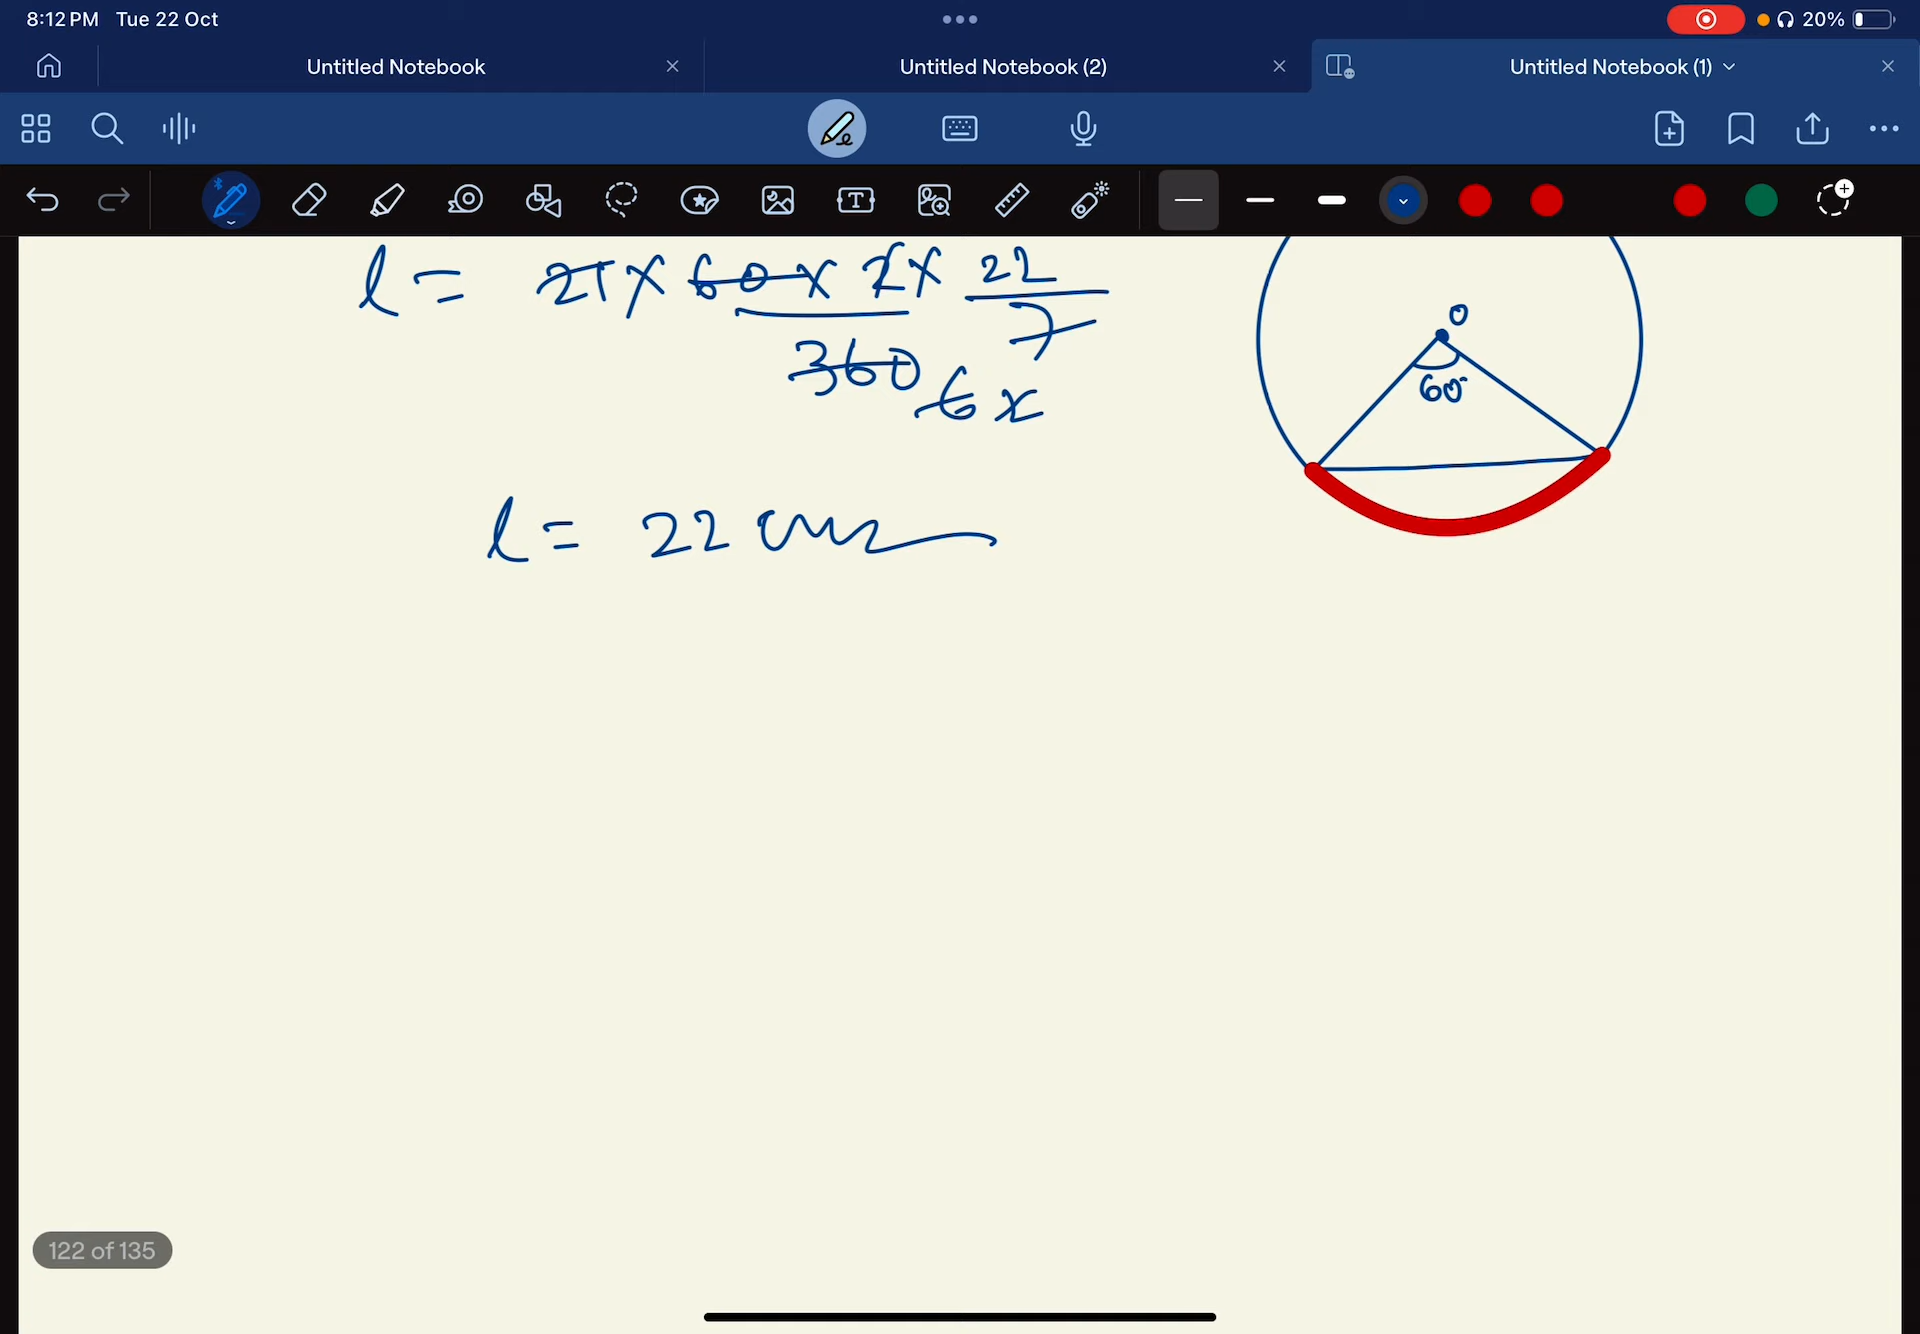 8:12 PM Tue 22 Oct 20%
Untitled Notebook Untitled Notebook (2) Untitled Notebook (1)
l = 21 x 60 x 2 x 22
7
360
6 x
O
60°
l = 22 cm
122 of 135